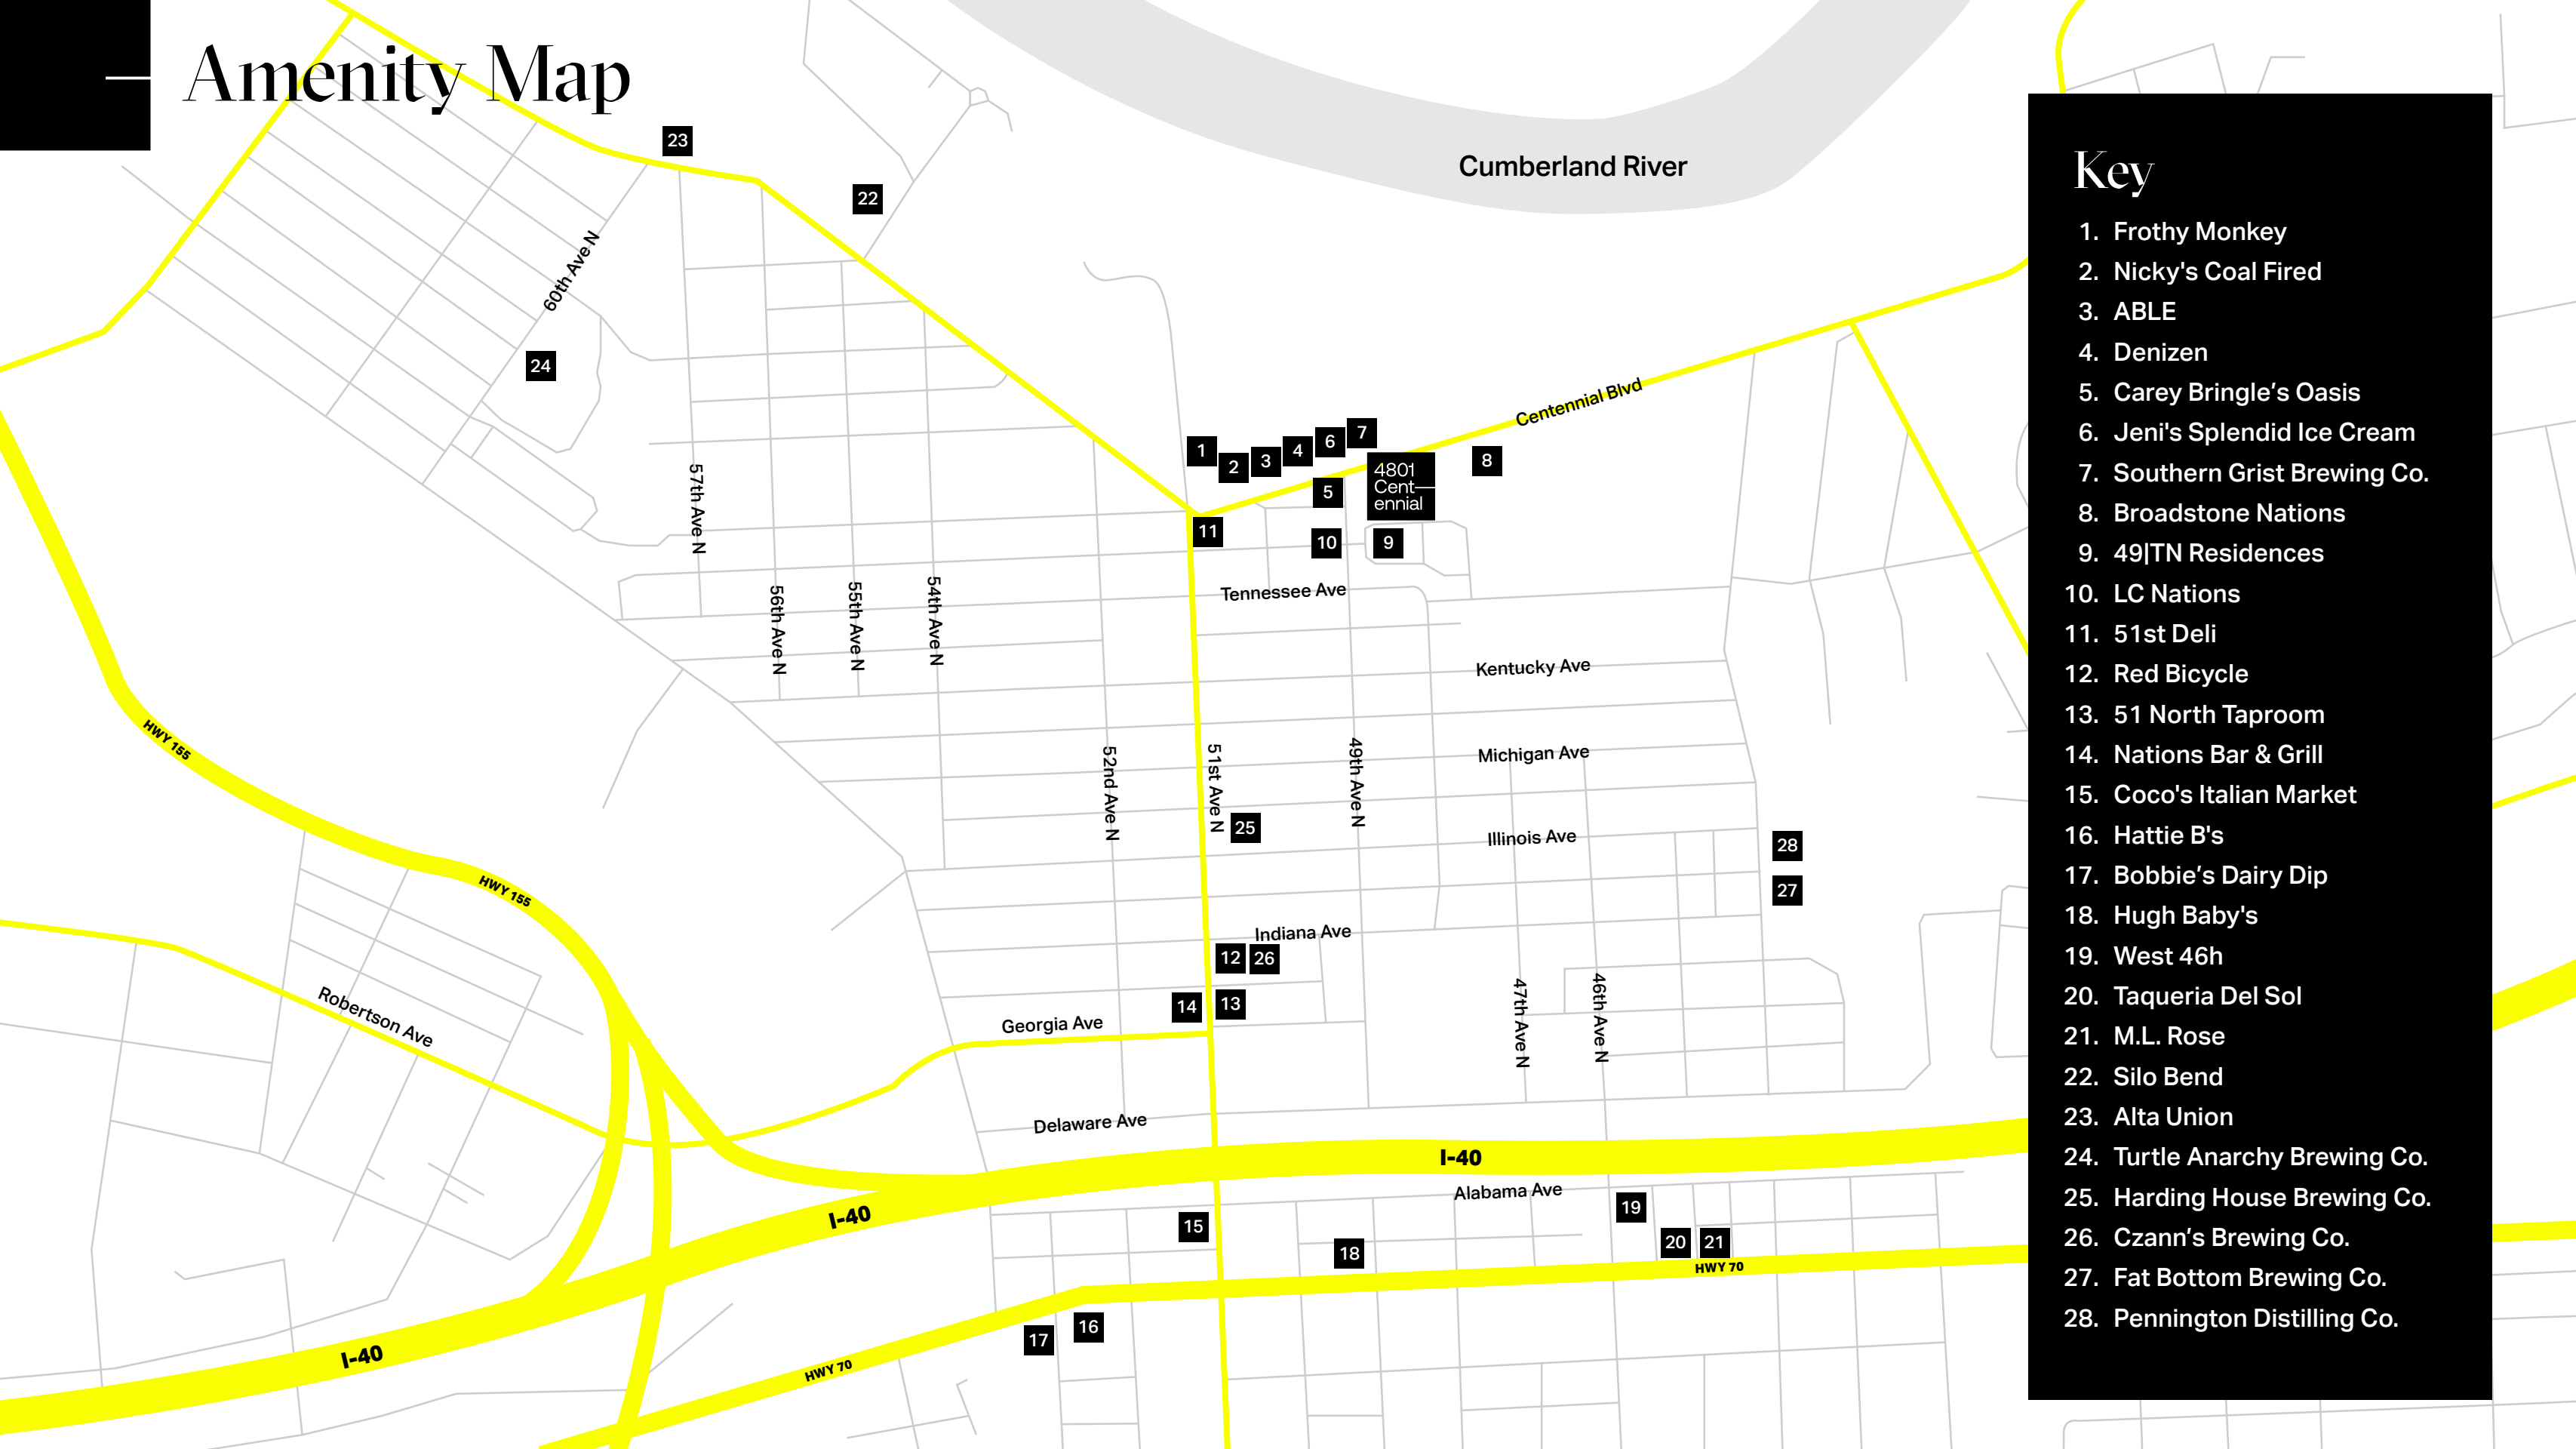 Amenity Map
23
22
Cumberland River
60th Ave N
24
Centennial Blvd
1
2
3
4
6
7
5
4801
Cent—
ennial
8
11
10
9
57th Ave N
56th Ave N
55th Ave N
54th Ave N
Tennessee Ave
Kentucky Ave
HWY 155
52nd Ave N
51st Ave N
49th Ave N
Michigan Ave
25
Illinois Ave
28
27
HWY 155
Indiana Ave
12
26
14
13
47th Ave N
46th Ave N
Robertson Ave
Georgia Ave
Delaware Ave
I-40
Alabama Ave
I-40
15
18
19
20
21
HWY 70
17
16
I-40
HWY 70
Key
1. Frothy Monkey
2. Nicky's Coal Fired
3. ABLE
4. Denizen
5. Carey Bringle’s Oasis
6. Jeni's Splendid Ice Cream
7. Southern Grist Brewing Co.
8. Broadstone Nations
9. 49|TN Residences
10. LC Nations
11. 51st Deli
12. Red Bicycle
13. 51 North Taproom
14. Nations Bar & Grill
15. Coco's Italian Market
16. Hattie B's
17. Bobbie’s Dairy Dip
18. Hugh Baby's
19. West 46h
20. Taqueria Del Sol
21. M.L. Rose
22. Silo Bend
23. Alta Union
24. Turtle Anarchy Brewing Co.
25. Harding House Brewing Co.
26. Czann’s Brewing Co.
27. Fat Bottom Brewing Co.
28. Pennington Distilling Co.